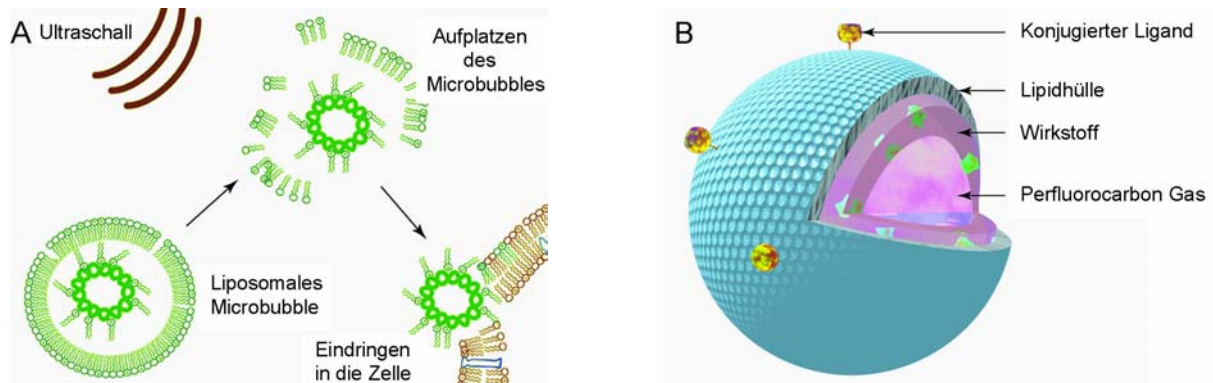 A
Ultraschall
Aufplatzen
des
Microbubbles
Liposomales
Microbubble
Eindringen
in die Zelle
B
Konjugierter Ligand
Lipidhülle
Wirkstoff
Perfluorocarbon Gas